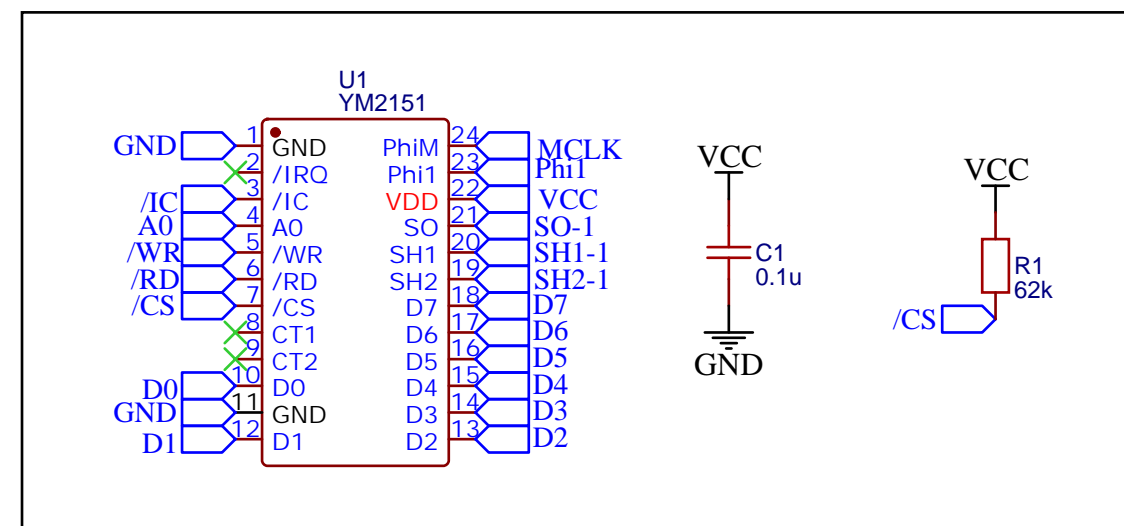 U1
YM2151
GND 1 GND PhiM 24 MCLK
2 /IRQ Phi1 23 Phi1
/IC 3 /IC VDD 22 VCC
A0 4 A0 SO 21 SO-1
/WR 5 /WR SH1 20 SH1-1
/RD 6 /RD SH2 19 SH2-1
/CS 7 /CS D7 18 D7
8 CT1 D6 17 D6
9 CT2 D5 16 D5
D0 10 D0 D4 15 D4
GND 11 GND D3 14 D3
D1 12 D1 D2 13 D2
VCC
C1
0.1u
GND
VCC
R1
62k
/CS